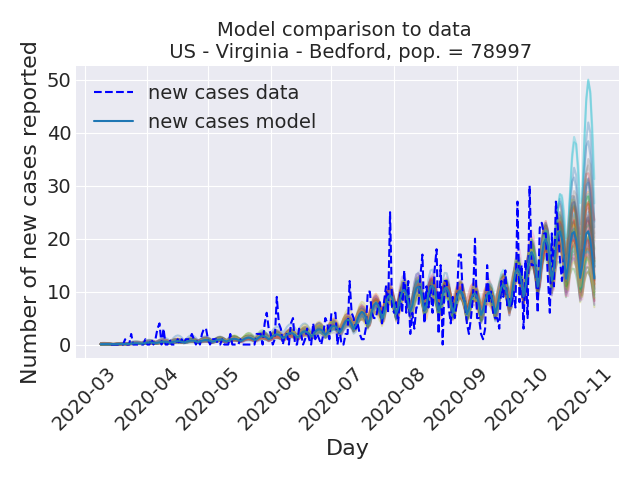 Model comparison to data
US - Virginia - Bedford, pop. = 78997
Number of new cases reported
50
40
30
20
10
0
new cases data
new cases model
2020-03
2020-04
2020-05
2020-06
2020-07
2020-08
2020-09
2020-10
2020-11
Day